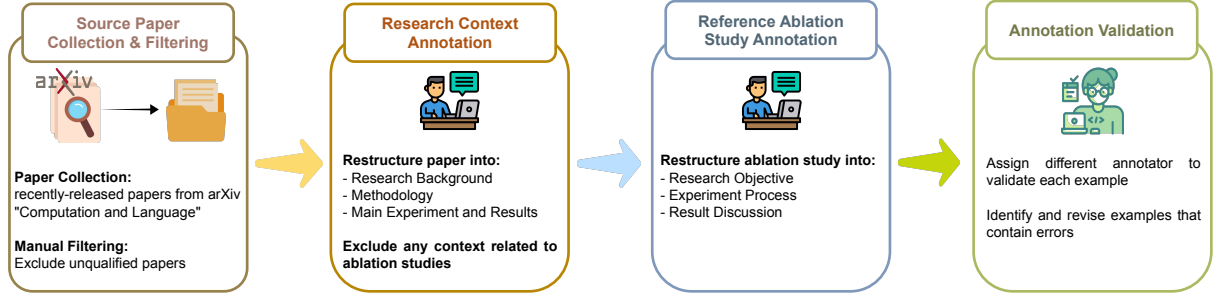 Source Paper
Collection & Filtering
arXiv
Paper Collection:
recently-released papers from arXiv
"Computation and Language"
Manual Filtering:
Exclude unqualified papers
Research Context
Annotation
Restructure paper into:
- Research Background
- Methodology
- Main Experiment and Results
Exclude any context related to
ablation studies
Reference Ablation
Study Annotation
Restructure ablation study into:
- Research Objective
- Experiment Process
- Result Discussion
Annotation Validation
</>
Assign different annotator to
validate each example
Identify and revise examples that
contain errors